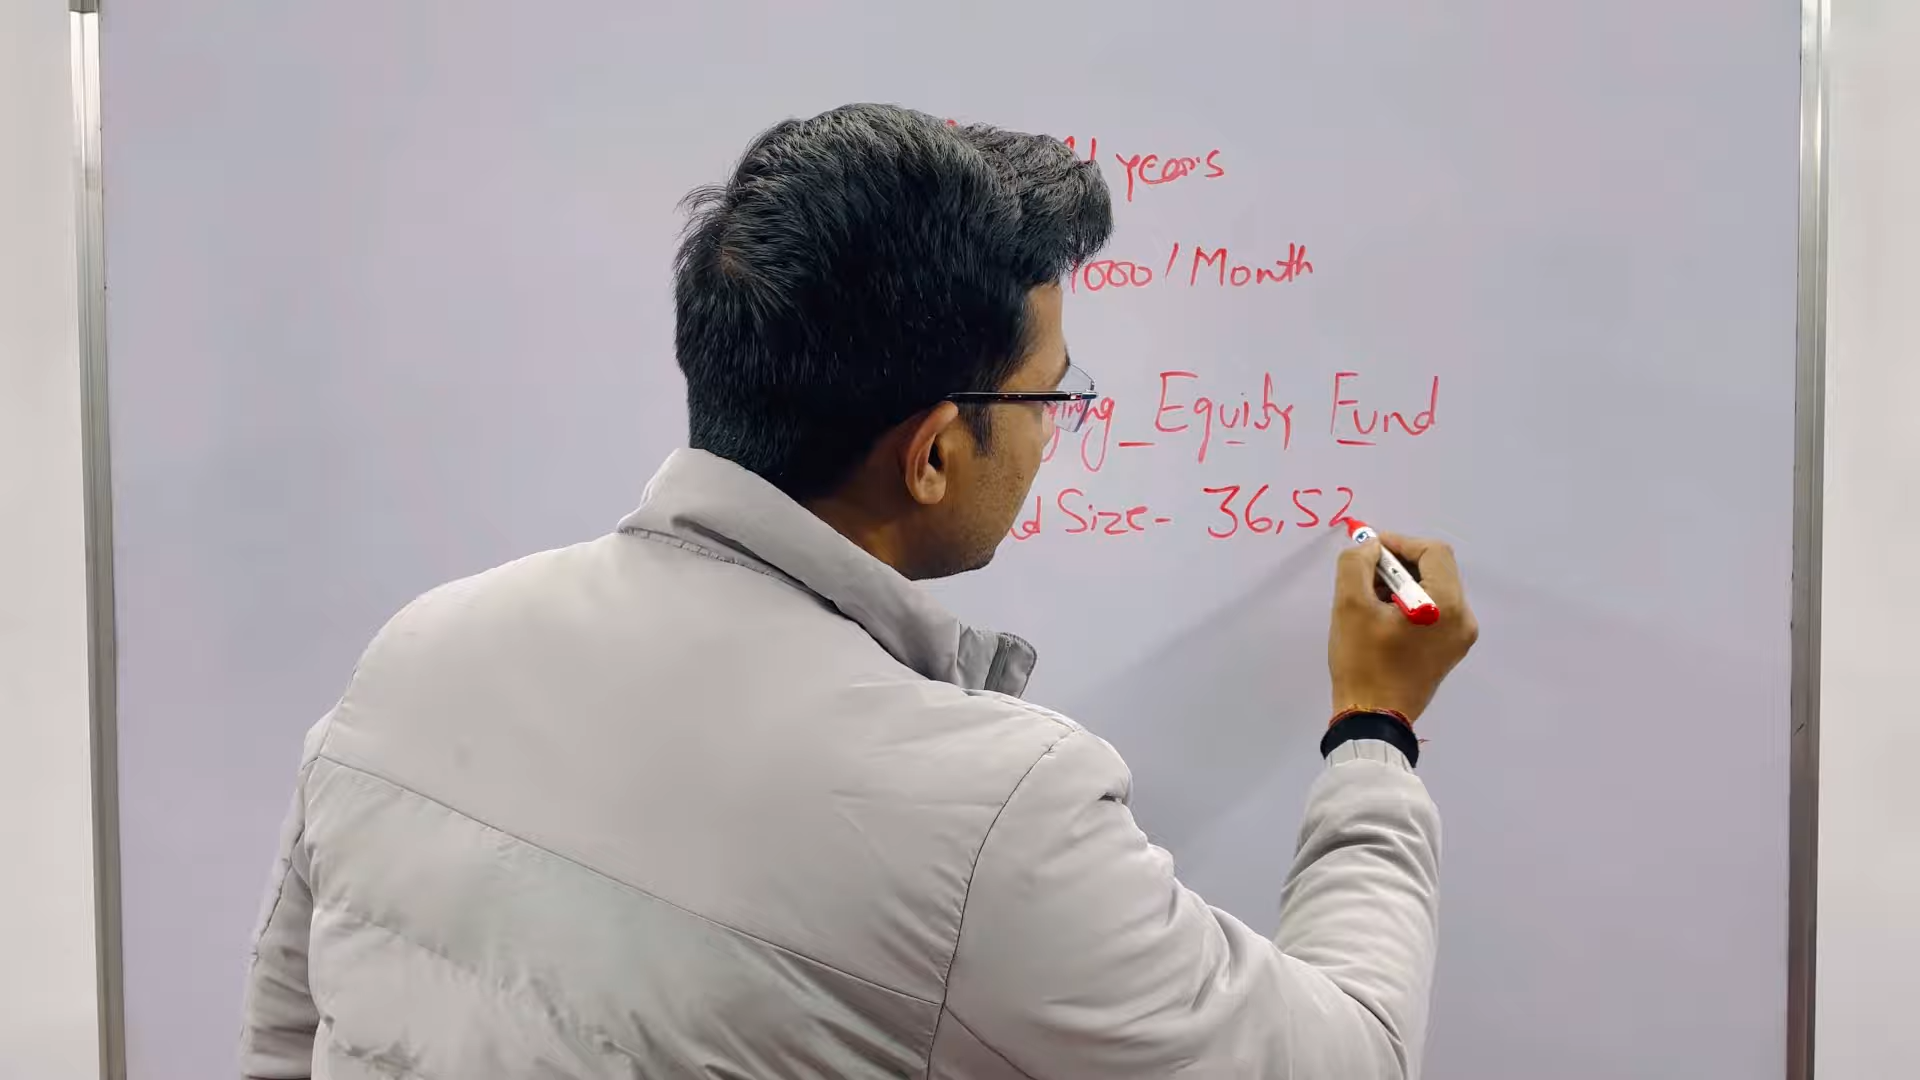 years
1000/Month
Equity Fund
Size- 36,52